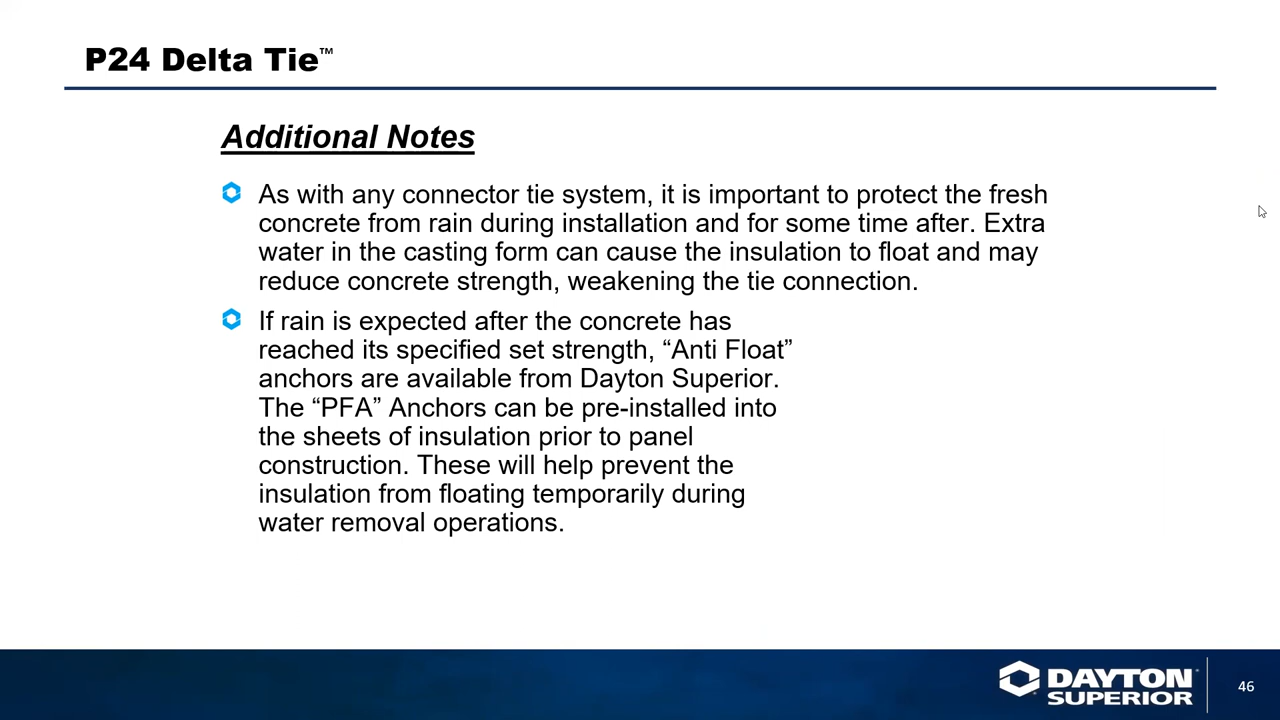 P24 Delta Tie™
Additional Notes
As with any connector tie system, it is important to protect the fresh
concrete from rain during installation and for some time after. Extra
water in the casting form can cause the insulation to float and may
reduce concrete strength, weakening the tie connection.
If rain is expected after the concrete has
reached its specified set strength, “Anti Float”
anchors are available from Dayton Superior.
The “PFA” Anchors can be pre-installed into
the sheets of insulation prior to panel
construction. These will help prevent the
insulation from floating temporarily during
water removal operations.
DAYTON
SUPERIOR
46